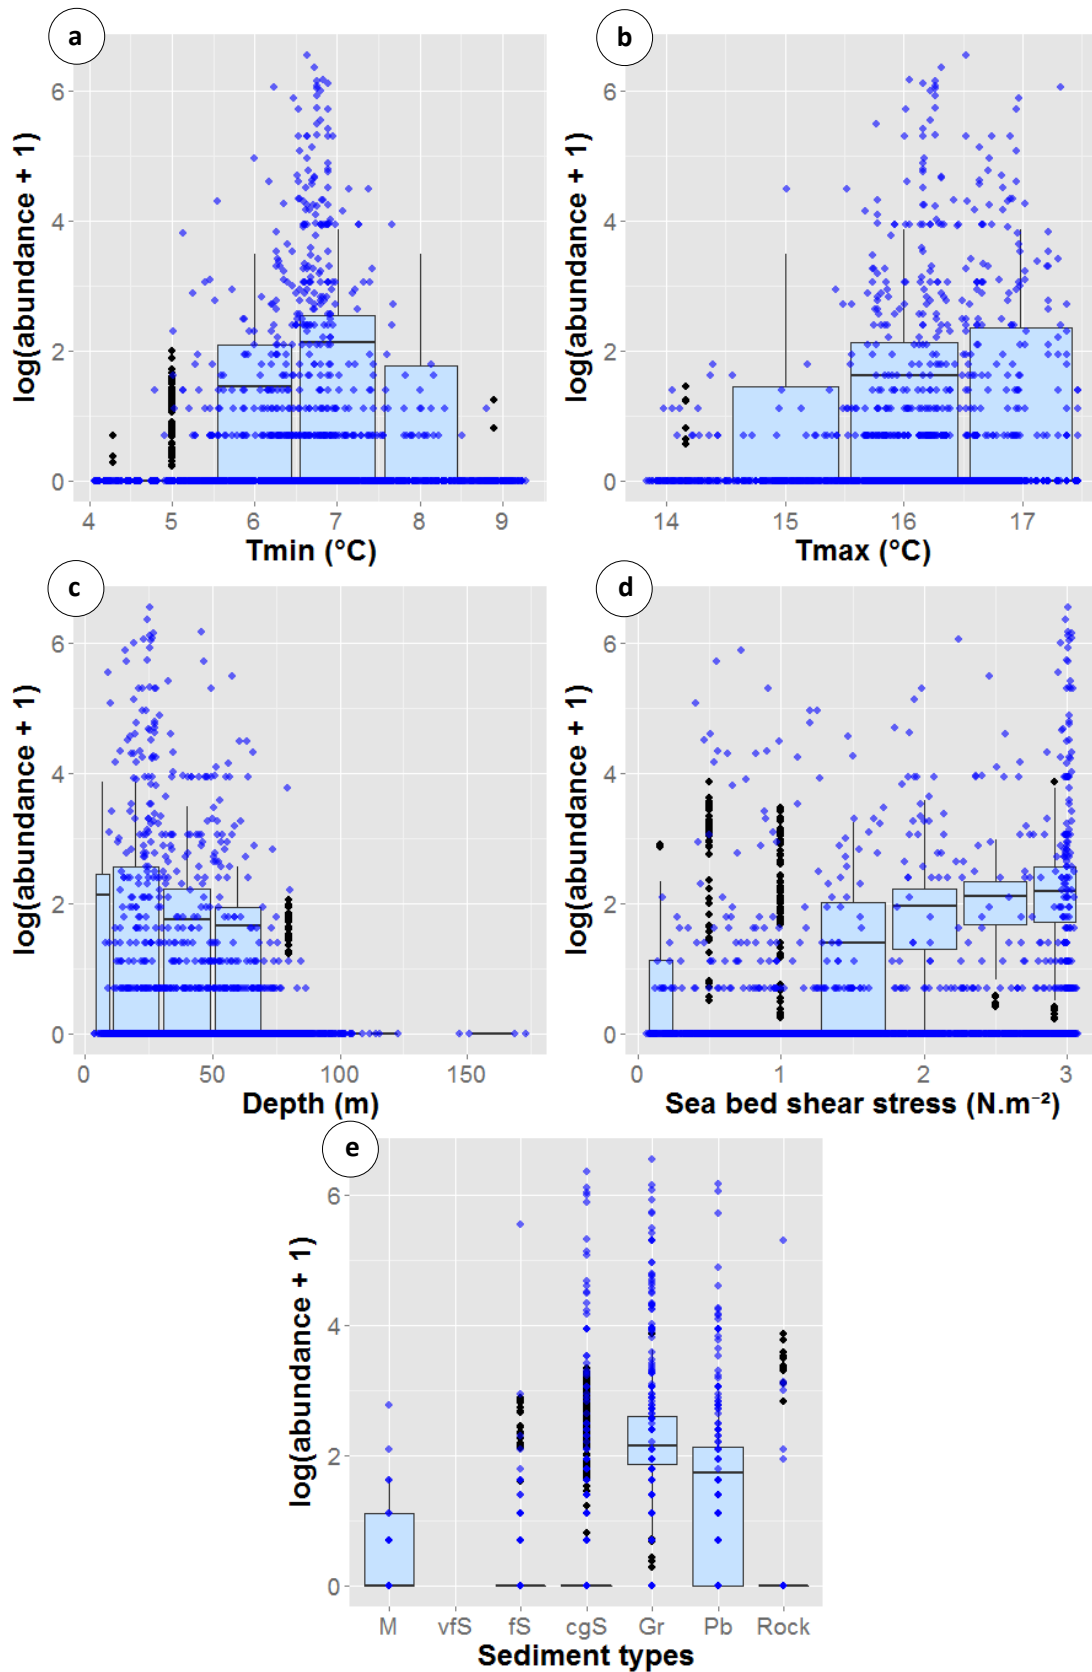 a
b
log(abundance + 1)
6
4
2
0
4 5 6 7 8 9
Tmin (°C)
log(abundance + 1)
6
4
2
0
14 15 16 17
Tmax (°C)
c
d
log(abundance + 1)
6
4
2
0
0 50 100 150
Depth (m)
log(abundance + 1)
6
4
2
0
0 1 2 3
Sea bed shear stress (N.m⁻²)
e
log(abundance + 1)
6
4
2
0
M vfS fS cgS Gr Pb Rock
Sediment types